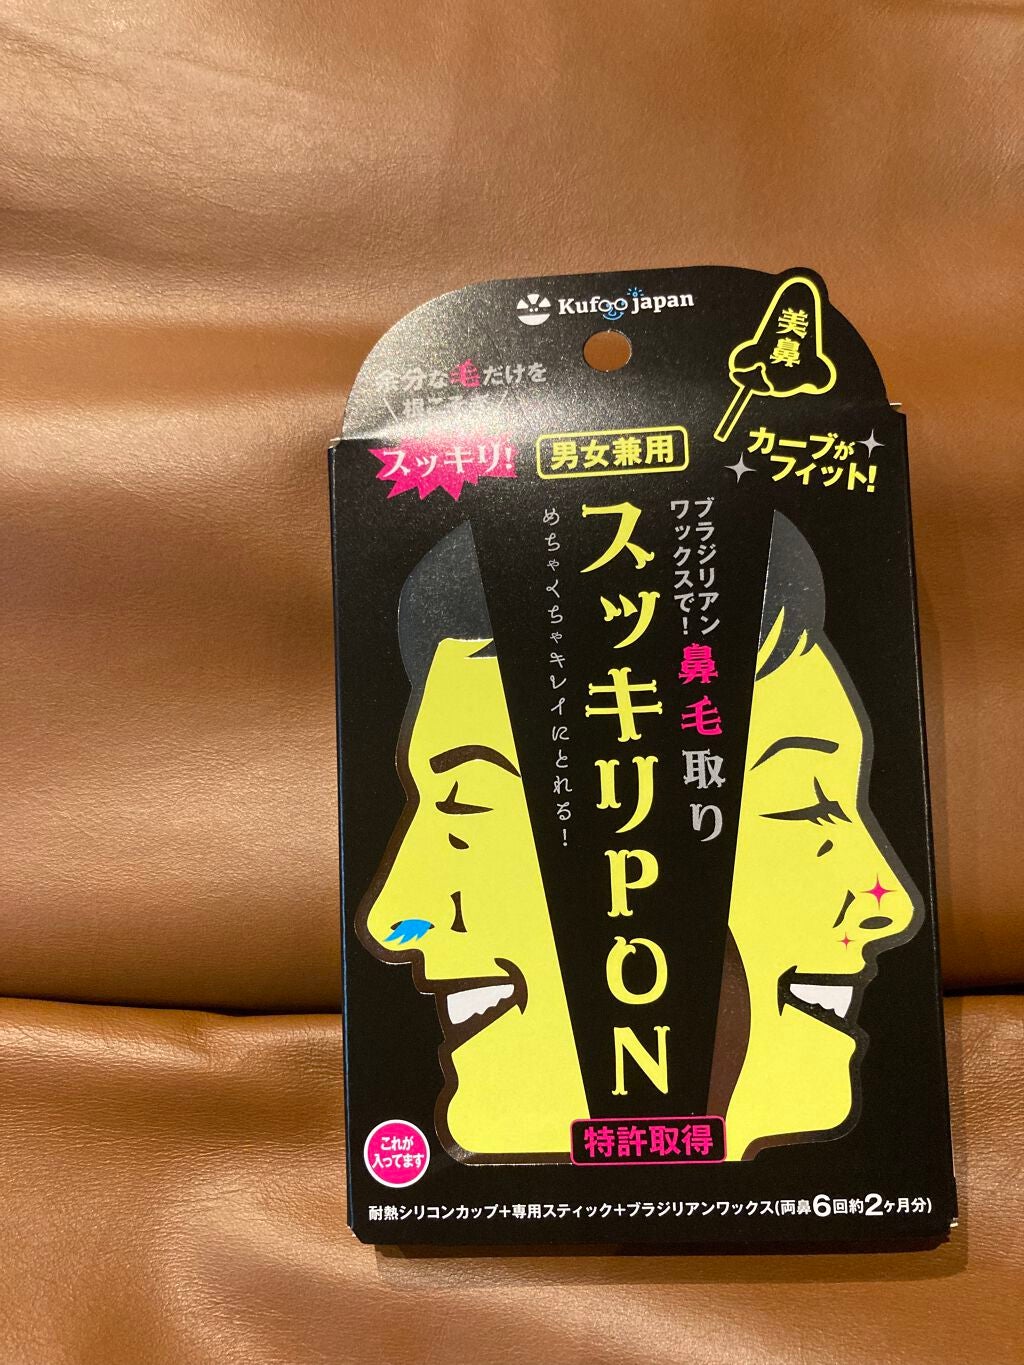 Kufoo japan
美鼻
余分な毛だけを
スッキリ!
男女兼用
カーブが
フィット!
ブラジリアン
ワックスで!
鼻毛取り
スッキリPON
めちゃくちゃキレイにとれる!
特許取得
これが
入ってます
耐熱シリコンカップ+専用スティック+ブラジリアンワックス(両鼻6回約2ヶ月分)